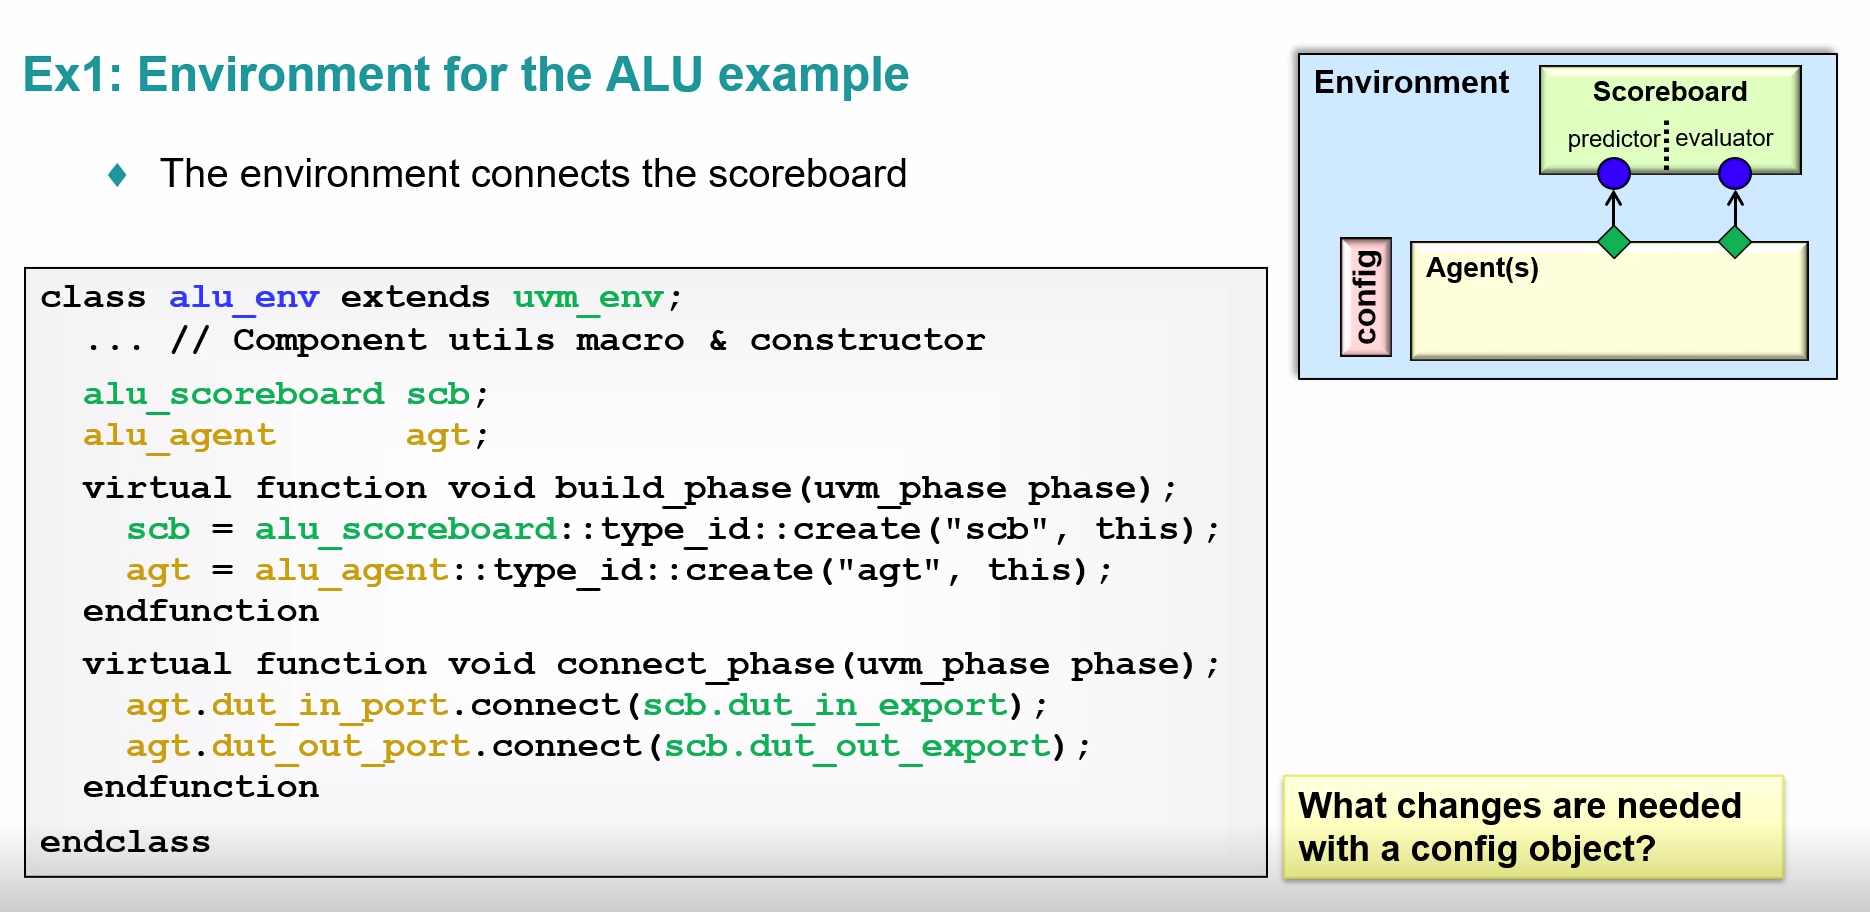 Ex1: Environment for the ALU example
The environment connects the scoreboard
class alu_env extends uvm_env;
... // Component utils macro & constructor
alu_scoreboard scb;
alu_agent      agt;
virtual function void build_phase(uvm_phase phase);
scb = alu_scoreboard::type_id::create("scb", this);
agt = alu_agent::type_id::create("agt", this);
endfunction
virtual function void connect_phase(uvm_phase phase);
agt.dut_in_port.connect(scb.dut_in_export);
agt.dut_out_port.connect(scb.dut_out_export);
endfunction
endclass
Environment
Scoreboard
predictor evaluator
config
Agent(s)
What changes are needed
with a config object?